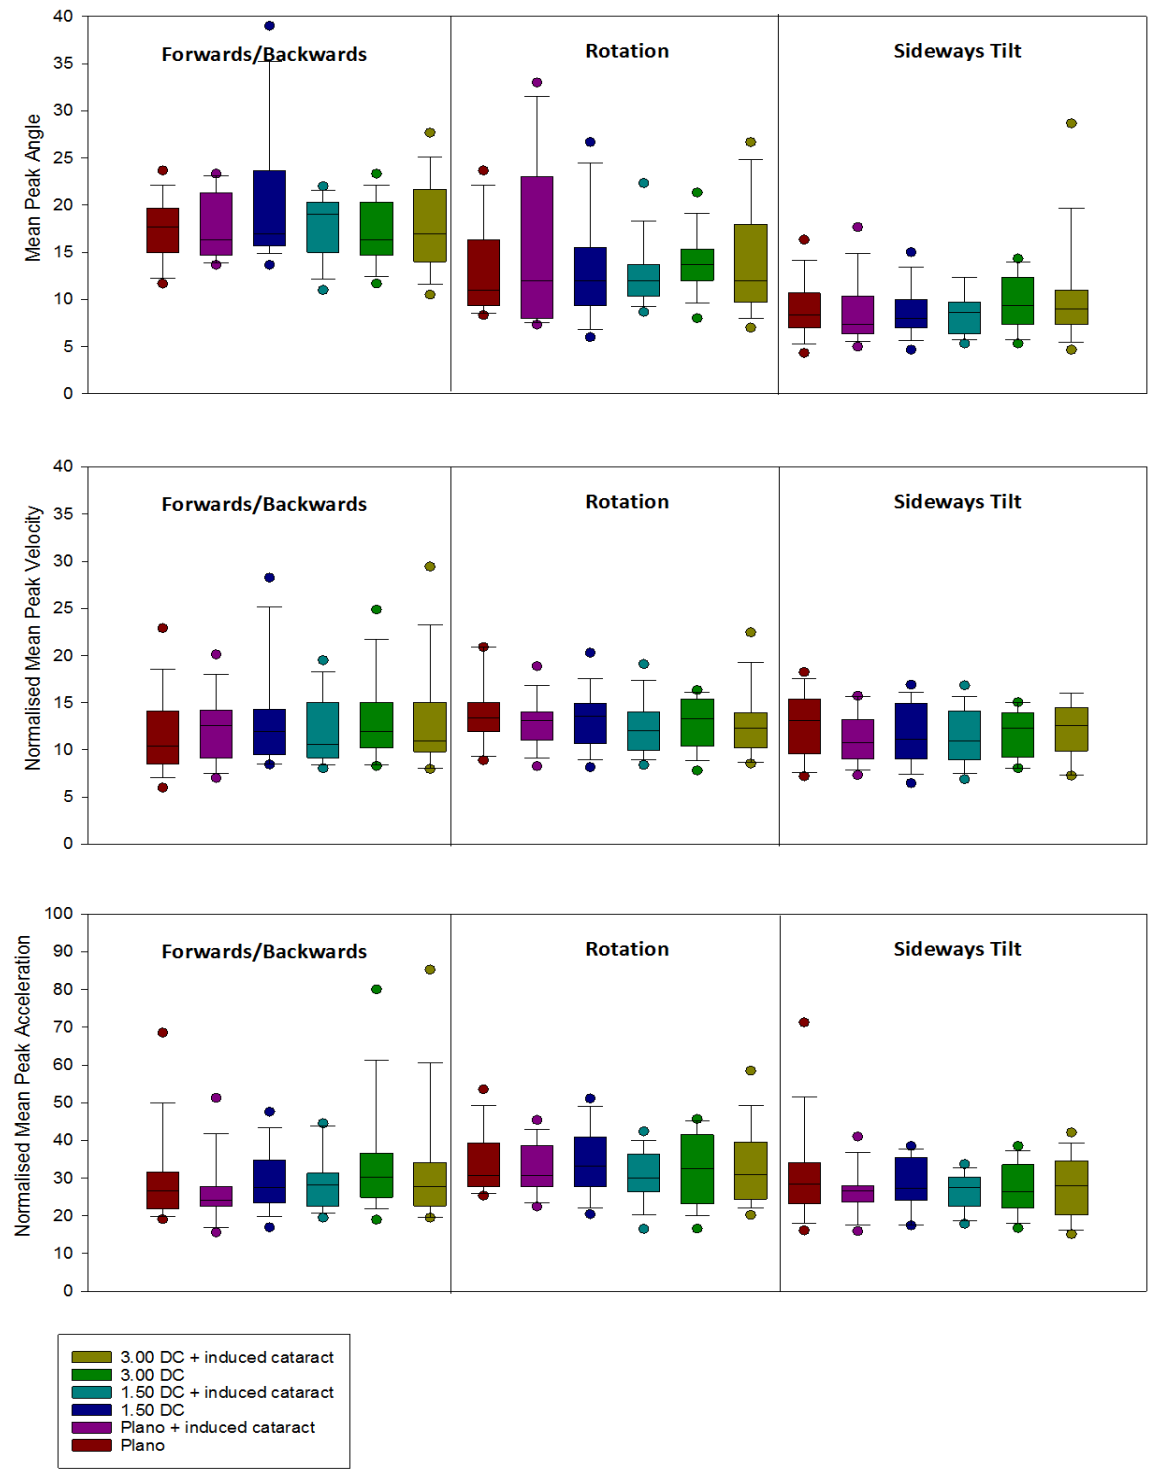 40
35
30
25
20
15
10
5
0
Mean Peak Angle
Forwards/Backwards
Rotation
Sideways Tilt
40
35
30
25
20
15
10
5
0
Normalised Mean Peak Velocity
Forwards/Backwards
Rotation
Sideways Tilt
100
90
80
70
60
50
40
30
20
10
0
Normalised Mean Peak Acceleration
Forwards/Backwards
Rotation
Sideways Tilt
3.00 DC + induced cataract
3.00 DC
1.50 DC + induced cataract
1.50 DC
Plano + induced cataract
Plano